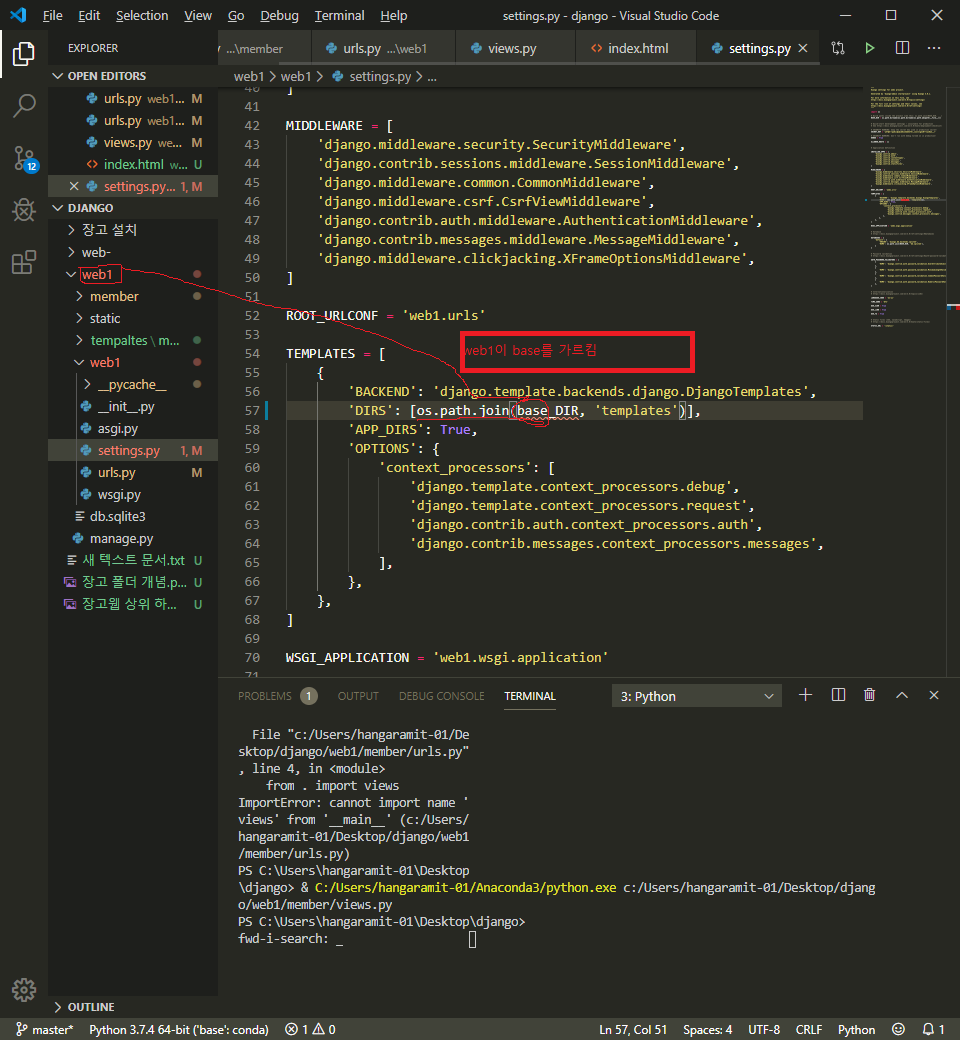 File Edit Selection View Go Debug Terminal Help settings.py - django - Visual Studio Code
EXPLORER
OPEN EDITORS
urls.py web1... M
urls.py web1... M
views.py we... M
index.html w... U
settings.py... 1, M
DJANGO
장고 설치
web-
web1
member
static
tempaltes \ m...
web1
__pycache__
__init__.py
asgi.py
settings.py 1, M
urls.py M
wsgi.py
db.sqlite3
manage.py
새 텍스트 문서.txt U
장고 폴더 개념.p... U
장고웹 상위 하... U
OUTLINE
...\member urls.py ...\web1 views.py index.html settings.py
web1 > web1 > settings.py > ...
40 ]
41
42 MIDDLEWARE = [
43 'django.middleware.security.SecurityMiddleware',
44 'django.contrib.sessions.middleware.SessionMiddleware',
45 'django.middleware.common.CommonMiddleware',
46 'django.middleware.csrf.CsrfViewMiddleware',
47 'django.contrib.auth.middleware.AuthenticationMiddleware',
48 'django.contrib.messages.middleware.MessageMiddleware',
49 'django.middleware.clickjacking.XFrameOptionsMiddleware',
50 ]
51
52 ROOT_URLCONF = 'web1.urls'
53
web1이 base를 가르킴
54 TEMPLATES = [
55 {
56 'BACKEND': 'django.template.backends.django.DjangoTemplates',
57 'DIRS': [os.path.join(base_DIR, 'templates')],
58 'APP_DIRS': True,
59 'OPTIONS': {
60 'context_processors': [
61 'django.template.context_processors.debug',
62 'django.template.context_processors.request',
63 'django.contrib.auth.context_processors.auth',
64 'django.contrib.messages.context_processors.messages',
65 ],
66 },
67 },
68 ]
69
70 WSGI_APPLICATION = 'web1.wsgi.application'
71
PROBLEMS 1 OUTPUT DEBUG CONSOLE TERMINAL 3: Python
File "c:/Users/hangaramit-01/De
sktop/django/web1/member/urls.py"
, line 4, in <module>
from . import views
ImportError: cannot import name '
views' from '__main__' (c:/Users/
hangaramit-01/Desktop/django/web1
/member/urls.py)
PS C:\Users\hangaramit-01\Desktop
\django> & C:/Users/hangaramit-01/Anaconda3/python.exe c:/Users/hangaramit-01/Desktop/djang
o/web1/member/views.py
PS C:\Users\hangaramit-01\Desktop\django>
fwd-i-search: _
12
master* Python 3.7.4 64-bit ('base': conda) 1 0 Ln 57, Col 51 Spaces: 4 UTF-8 CRLF Python 1